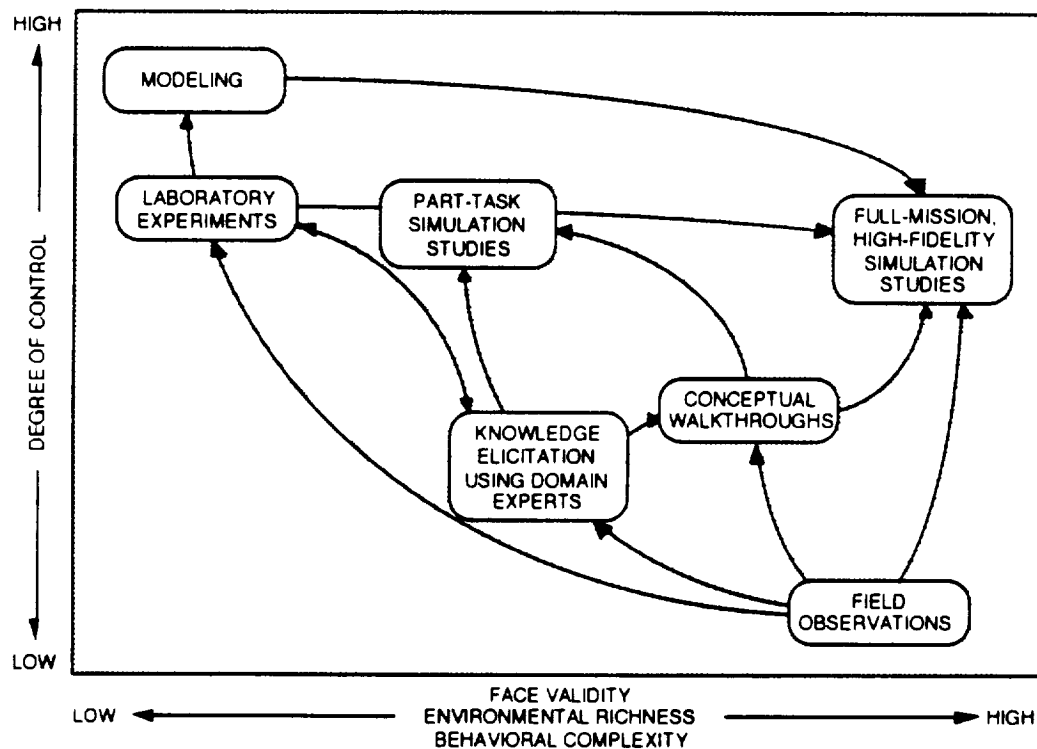 HIGH
MODELING
LABORATORY
EXPERIMENTS
PART-TASK
SIMULATION
STUDIES
FULL-MISSION,
HIGH-FIDELITY
SIMULATION
STUDIES
DEGREE OF CONTROL
KNOWLEDGE
ELICITATION
USING DOMAIN
EXPERTS
CONCEPTUAL
WALKTHROUGHS
FIELD
OBSERVATIONS
LOW
LOW
FACE VALIDITY
ENVIRONMENTAL RICHNESS
BEHAVIORAL COMPLEXITY
HIGH